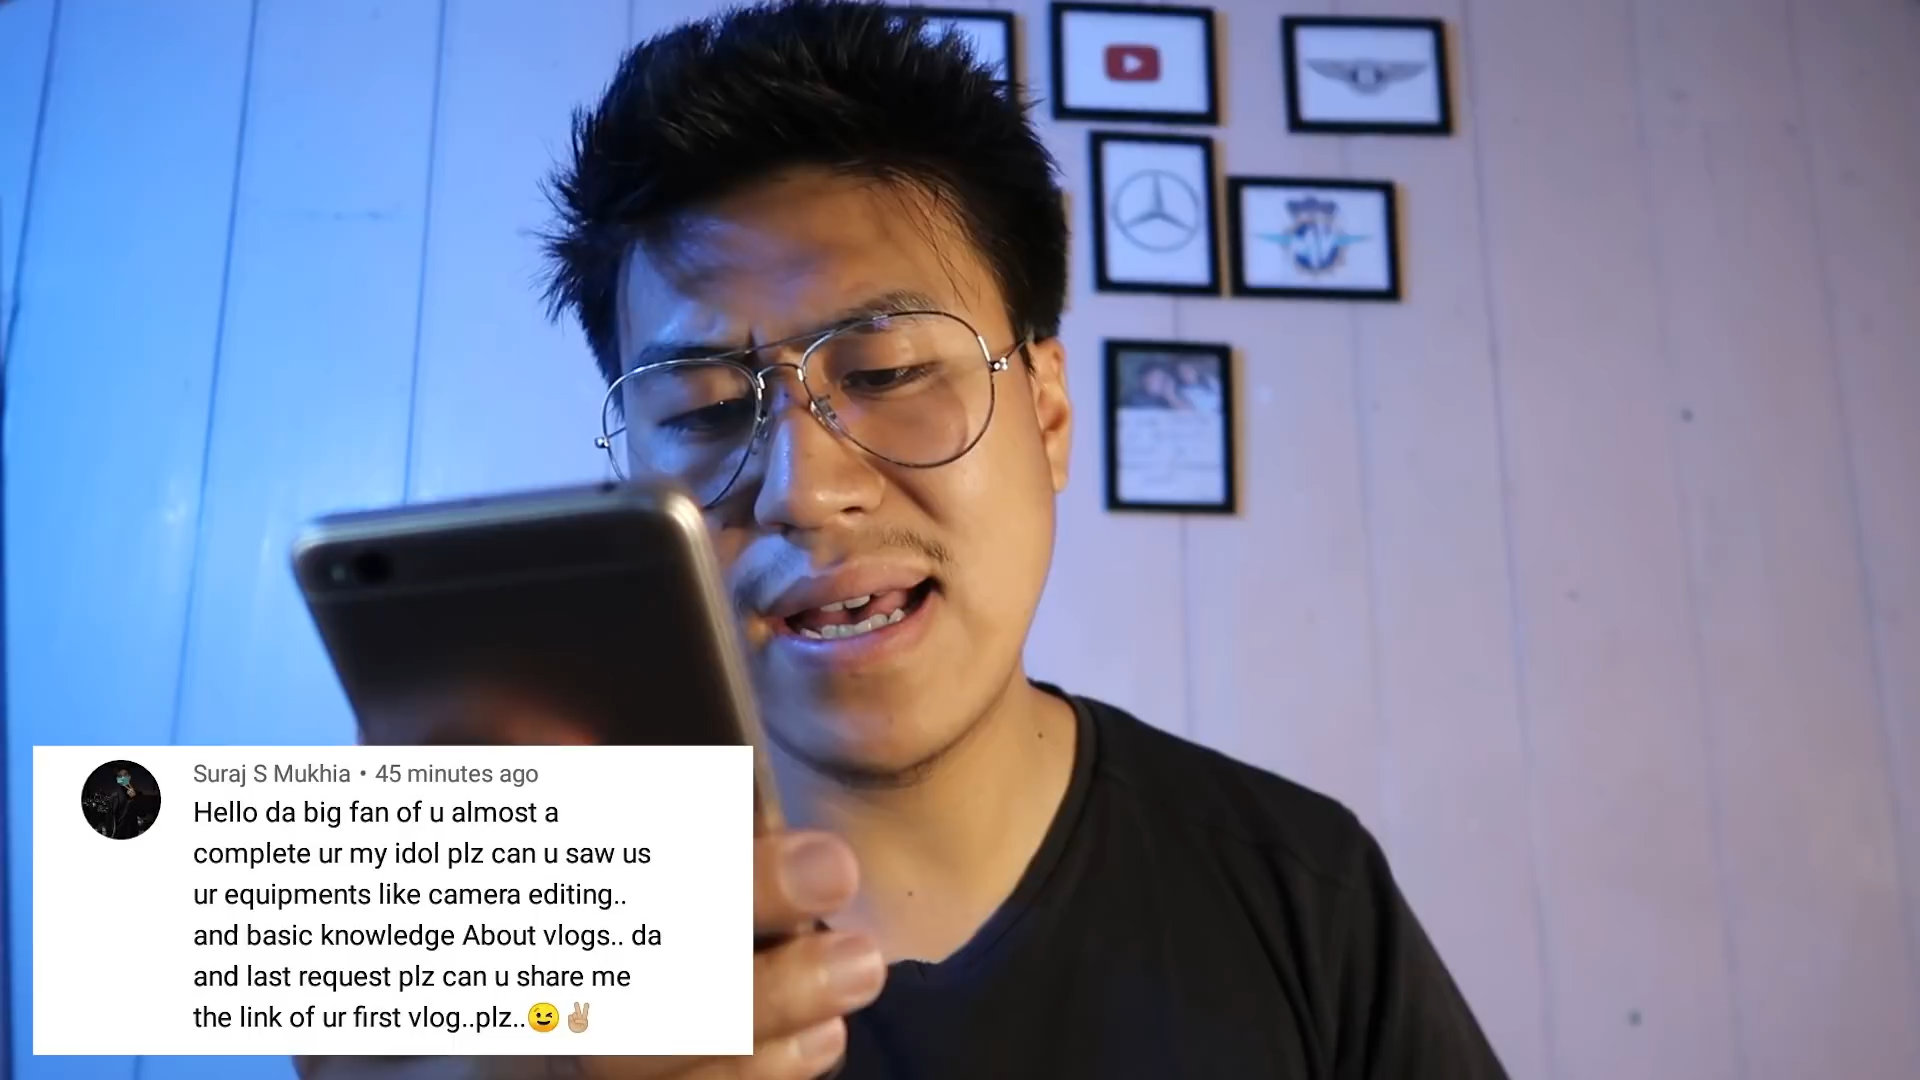 Suraj S Mukhia • 45 minutes ago
Hello da big fan of u almost a
complete ur my idol plz can u saw us
ur equipments like camera editing..
and basic knowledge About vlogs.. da
and last request plz can u share me
the link of ur first vlog..plz..😉✌🏼
MV